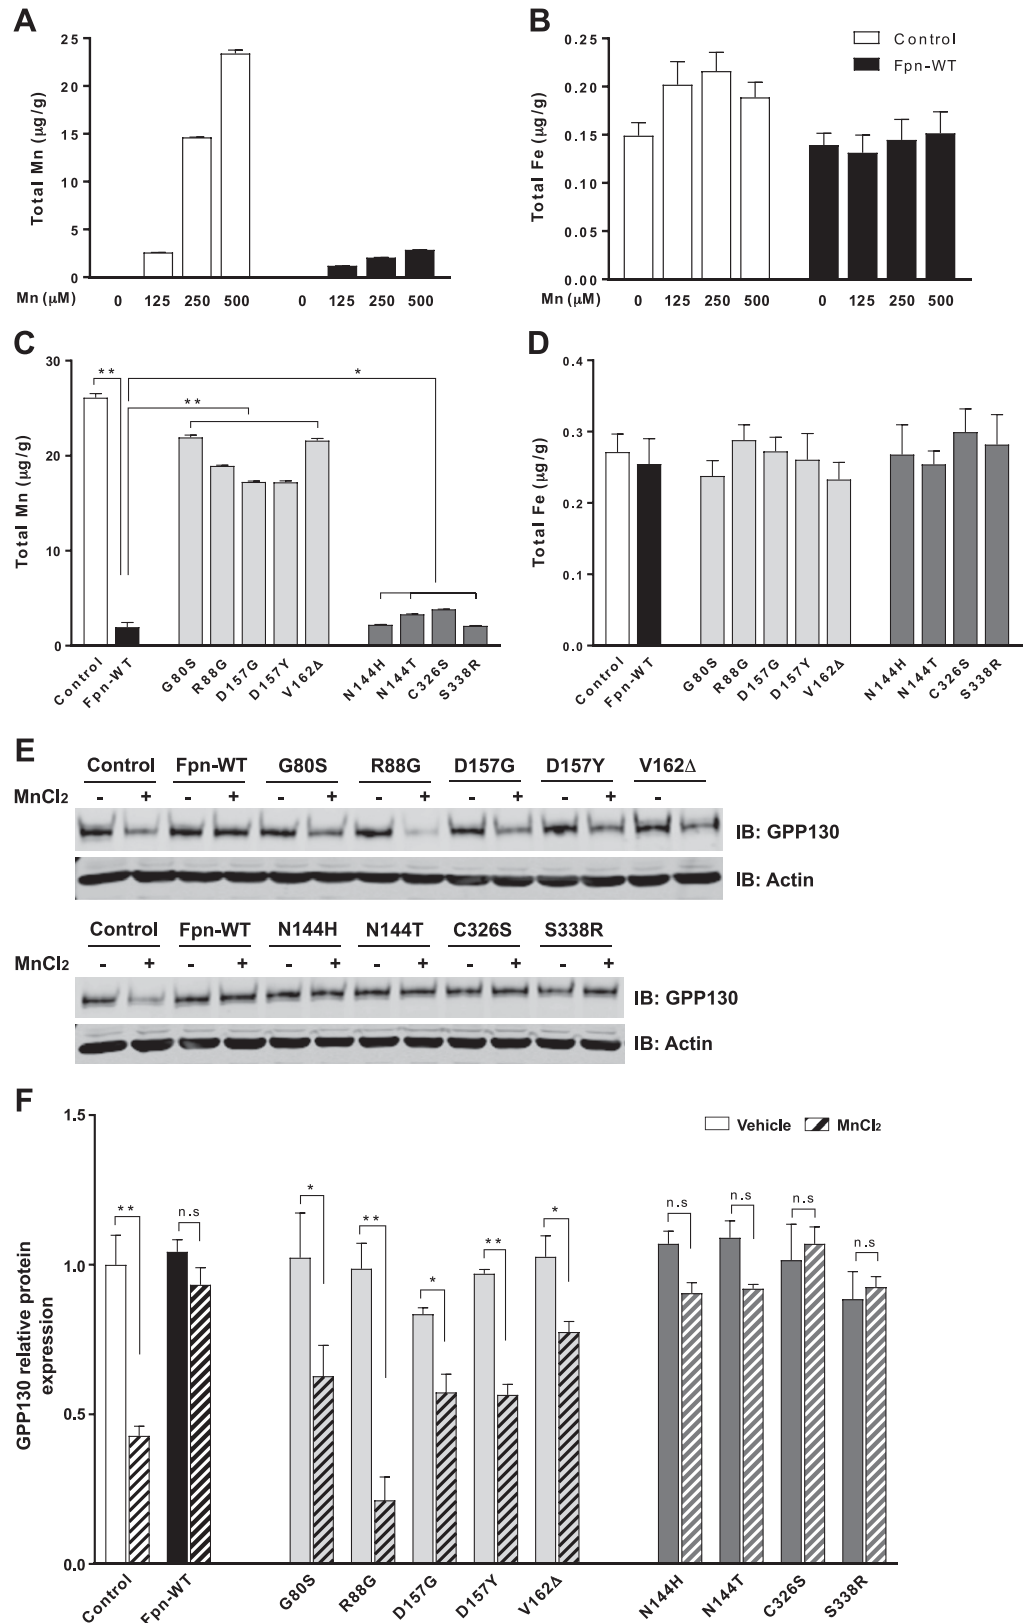 A
Total Mn (μg/g)
25
20
15
10
5
0
Mn (μM)
0 125 250 500 0 125 250 500
B
Control
Fpn-WT
Total Fe (μg/g)
0.25
0.20
0.15
0.10
0.05
0.00
0 125 250 500 0 125 250 500
C
Total Mn (μg/g)
30
20
10
0
** * **
Control Fpn-WT G80S R88G D157G D157Y V162Δ N144H N144T C326S S338R
D
Total Fe (μg/g)
0.4
0.3
0.2
0.1
0.0
Control Fpn-WT G80S R88G D157G D157Y V162Δ N144H N144T C326S S338R
E
Control Fpn-WT G80S R88G D157G D157Y V162Δ
MnCl₂ - + - + - + - + - + - + -
IB: GPP130
IB: Actin
Control Fpn-WT N144H N144T C326S S338R
MnCl₂ - + - + - + - + - + - +
IB: GPP130
IB: Actin
F
Vehicle MnCl₂
GPP130 relative protein
expression
1.5
1.0
0.5
0.0
** n.s * ** * ** * n.s n.s n.s n.s
Control Fpn-WT G80S R88G D157G D157Y V162Δ N144H N144T C326S S338R